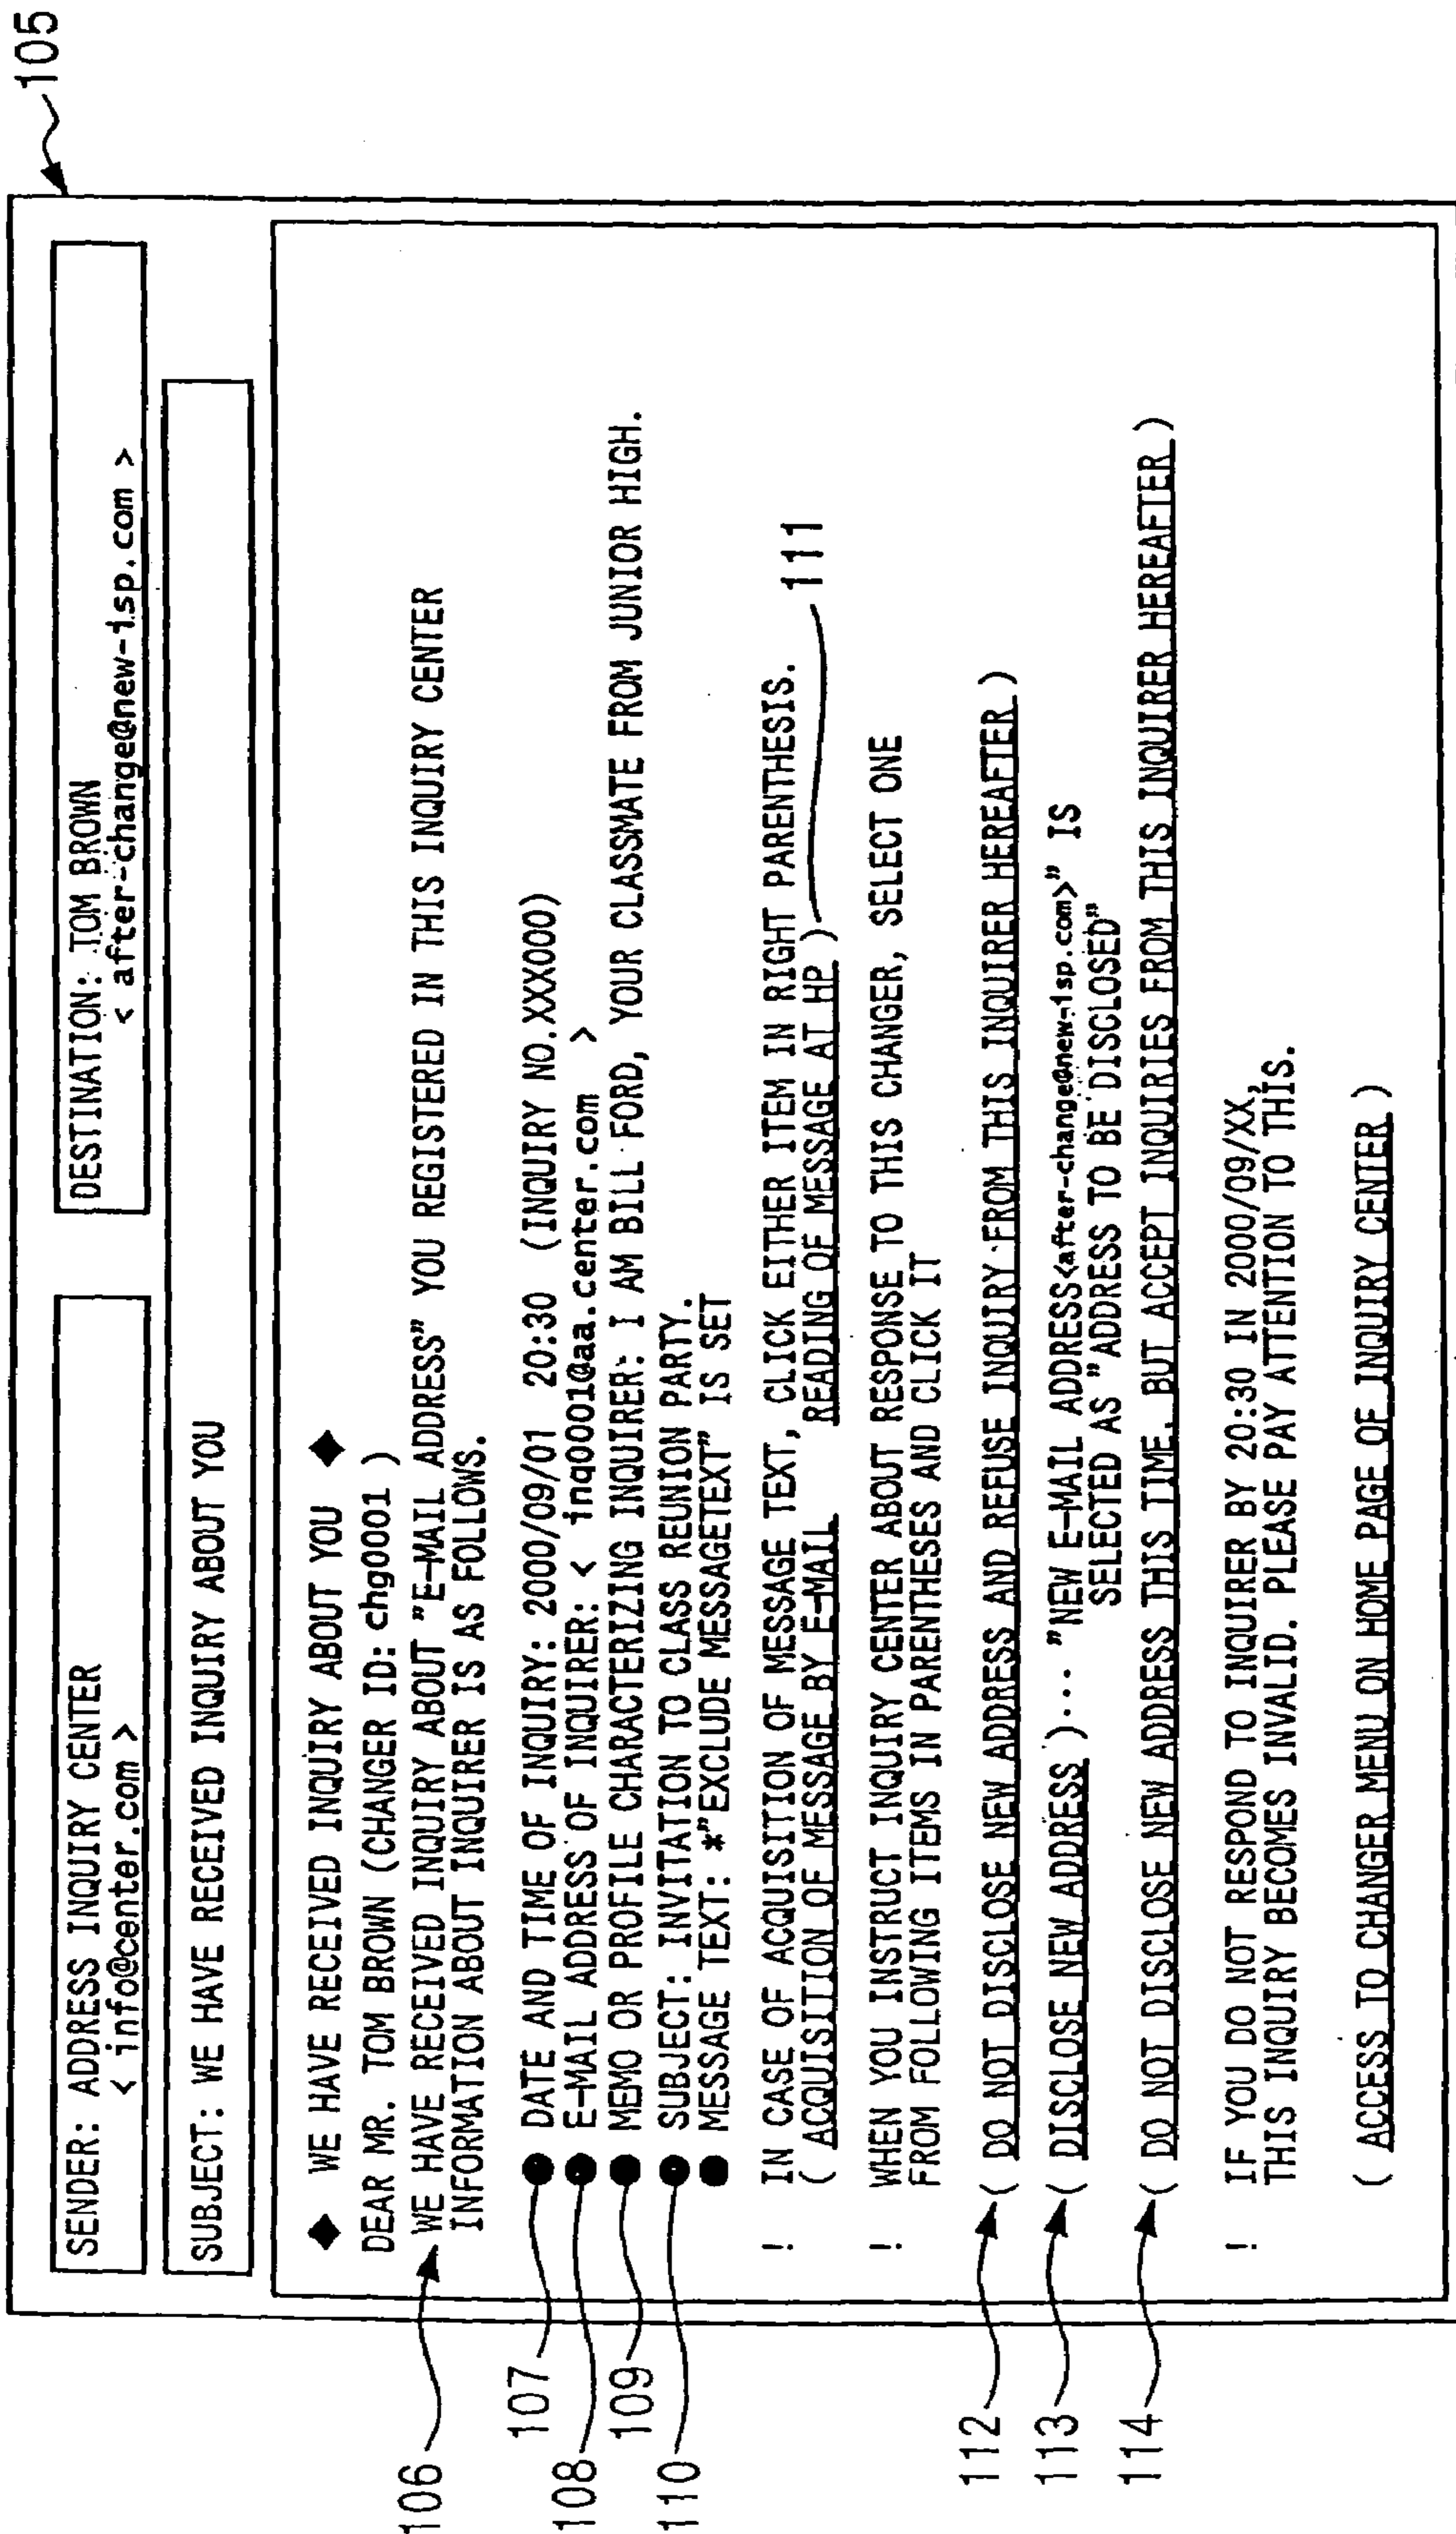 105
SENDER: ADDRESS INQUIRY CENTER
< info@center.com >
DESTINATION: TOM BROWN
< after-change@new-isp.com >
SUBJECT: WE HAVE RECEIVED INQUIRY ABOUT YOU
◆ WE HAVE RECEIVED INQUIRY ABOUT YOU ◆
DEAR MR. TOM BROWN (CHANGER ID: chg0001 )
106 WE HAVE RECEIVED INQUIRY ABOUT "E-MAIL ADDRESS" YOU REGISTERED IN THIS INQUIRY CENTER
INFORMATION ABOUT INQUIRER IS AS FOLLOWS.
107 ● DATE AND TIME OF INQUIRY: 2000/09/01 20:30 (INQUIRY NO.XXX000)
108 ● E-MAIL ADDRESS OF INQUIRER: < inq0001@aa.center.com >
109 ● MEMO OR PROFILE CHARACTERIZING INQUIRER: I AM BILL FORD, YOUR CLASSMATE FROM JUNIOR HIGH.
110 ● SUBJECT: INVITATION TO CLASS REUNION PARTY.
● MESSAGE TEXT: *"EXCLUDE MESSAGETEXT" IS SET
! IN CASE OF ACQUISITION OF MESSAGE TEXT, CLICK EITHER ITEM IN RIGHT PARENTHESIS.
( ACQUISITION OF MESSAGE BY E-MAIL READING OF MESSAGE AT HP ) 111
! WHEN YOU INSTRUCT INQUIRY CENTER ABOUT RESPONSE TO THIS CHANGER, SELECT ONE
FROM FOLLOWING ITEMS IN PARENTHESES AND CLICK IT
112 ( DO NOT DISCLOSE NEW ADDRESS AND REFUSE INQUIRY FROM THIS INQUIRER HEREAFTER )
113 ( DISCLOSE NEW ADDRESS )... "NEW E-MAIL ADDRESS<after-change@new-isp.com>" IS
SELECTED AS "ADDRESS TO BE DISCLOSED"
114 ( DO NOT DISCLOSE NEW ADDRESS THIS TIME, BUT ACCEPT INQUIRIES FROM THIS INQUIRER HEREAFTER )
! IF YOU DO NOT RESPOND TO INQUIRER BY 20:30 IN 2000/09/XX,
THIS INQUIRY BECOMES INVALID. PLEASE PAY ATTENTION TO THIS.
( ACCESS TO CHANGER MENU ON HOME PAGE OF INQUIRY CENTER )